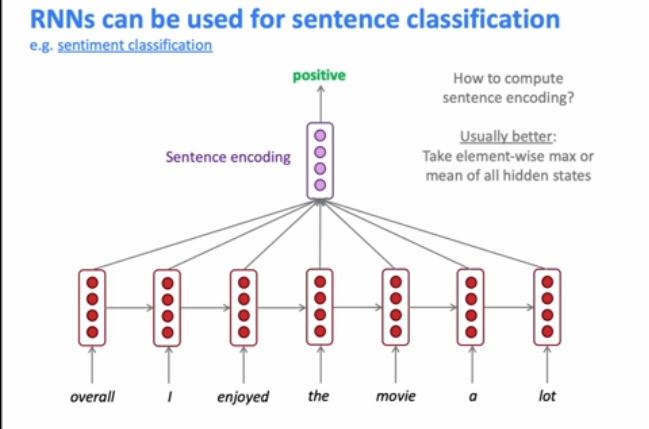 RNNs can be used for sentence classification
e.g. sentiment classification
positive
How to compute
sentence encoding?
Sentence encoding
Usually better:
Take element-wise max or
mean of all hidden states
overall I enjoyed the movie a lot